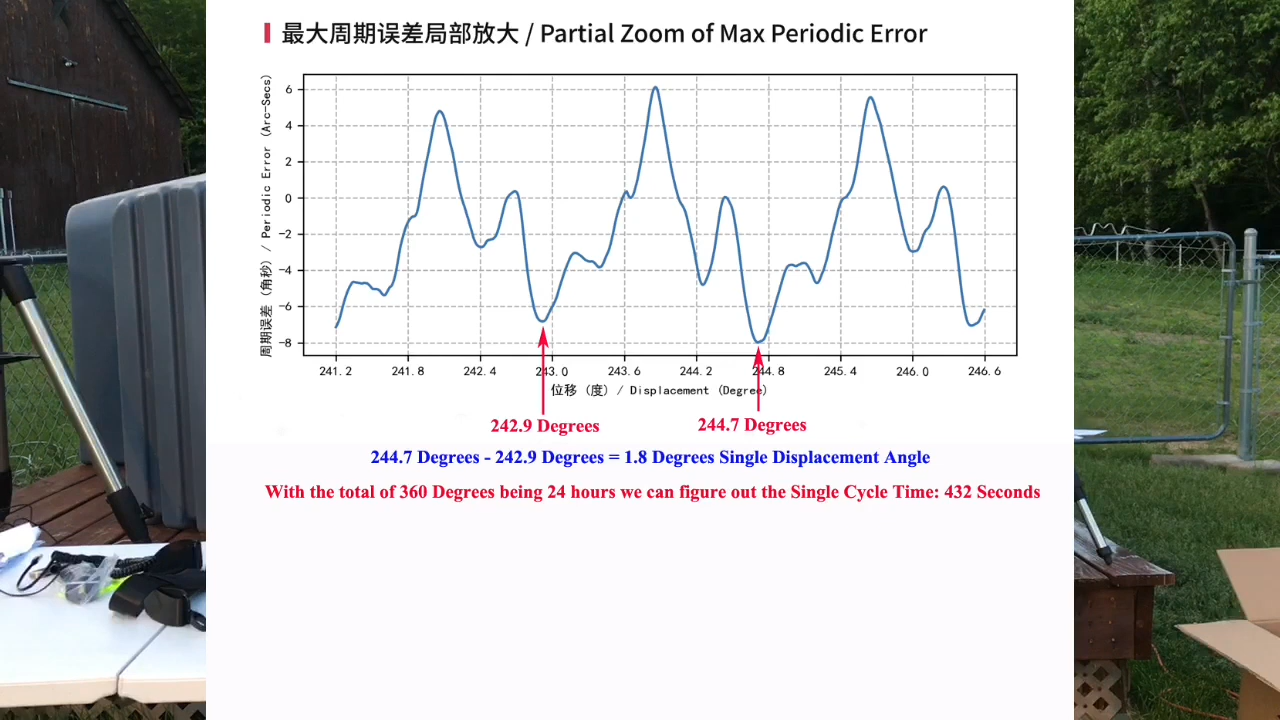 最大周期误差局部放大 / Partial Zoom of Max Periodic Error
周期误差 (角秒) / Periodic Error (Arc-Secs)
6
4
2
0
−2
−4
−6
−8
241.2 241.8 242.4 243.0 243.6 244.2 244.8 245.4 246.0 246.6
位移 (度) / Displacement (Degree)
242.9 Degrees 244.7 Degrees
244.7 Degrees - 242.9 Degrees = 1.8 Degrees Single Displacement Angle
With the total of 360 Degrees being 24 hours we can figure out the Single Cycle Time: 432 Seconds